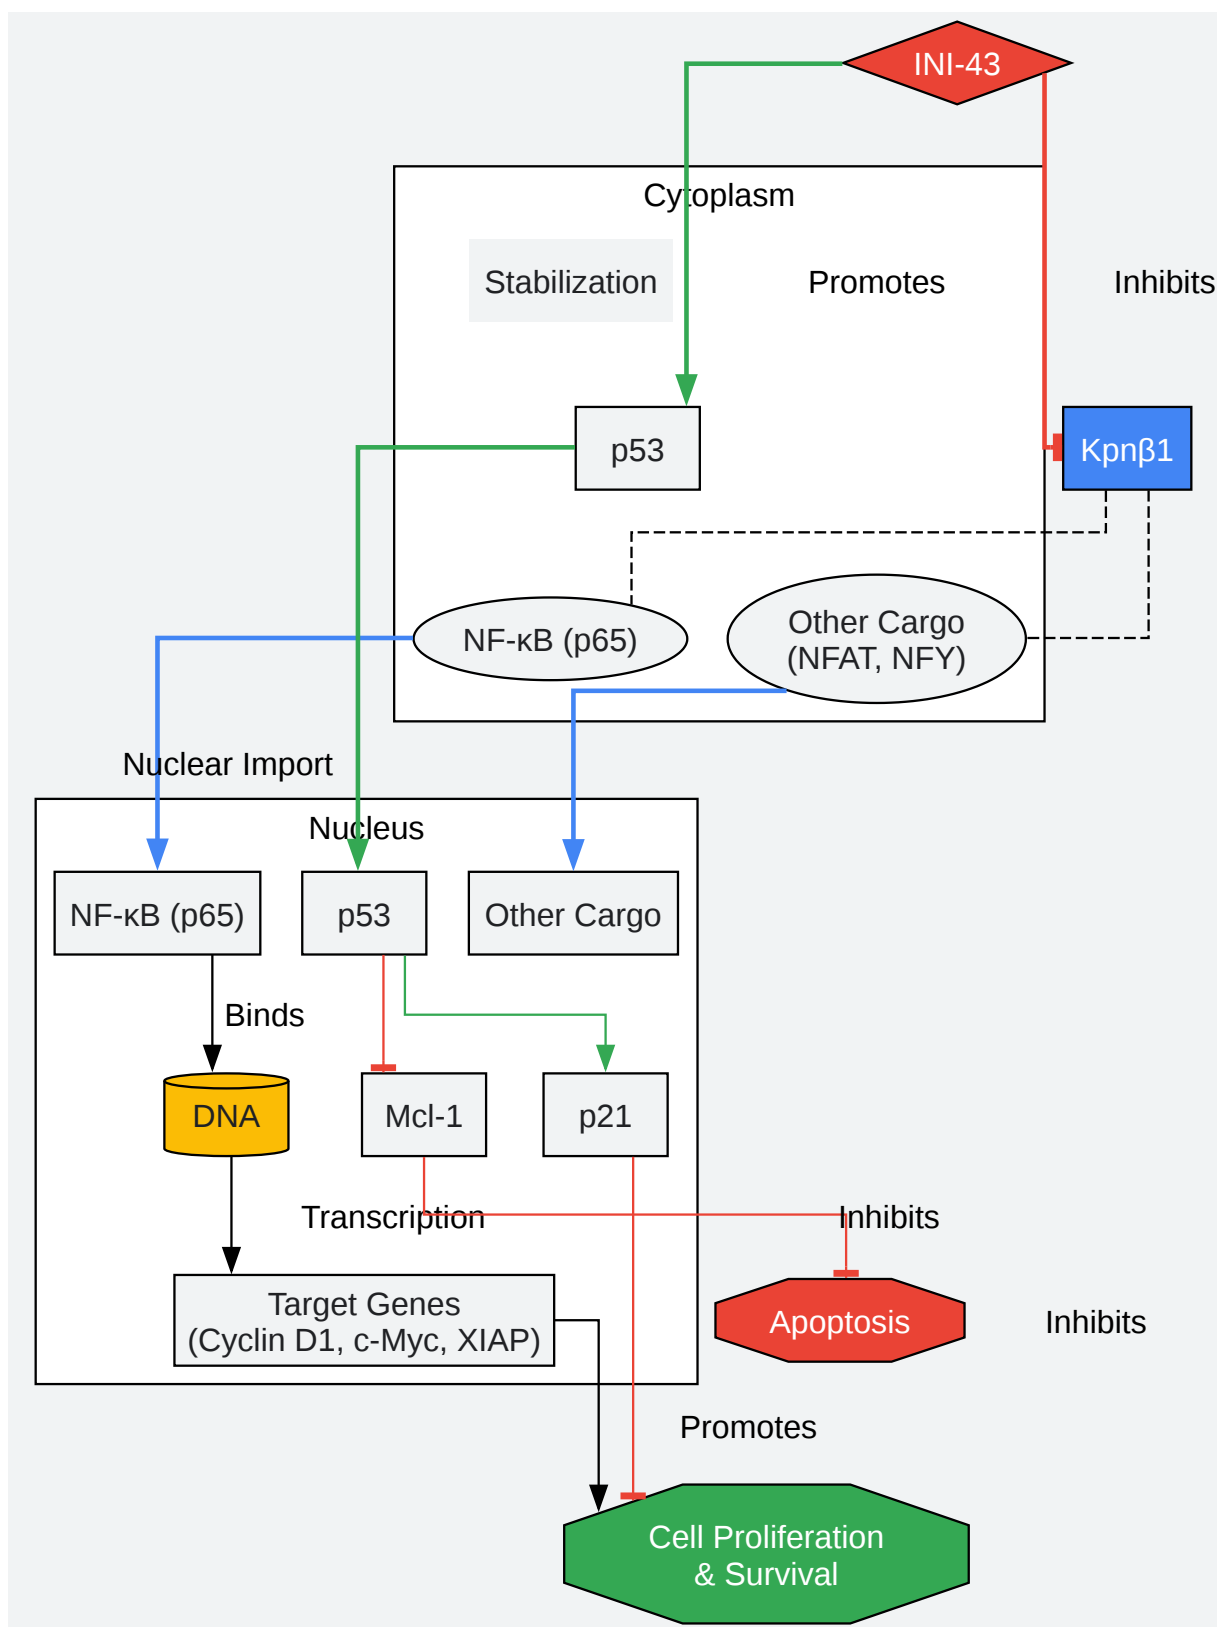 INI-43
Cytoplasm
Stabilization
Promotes
Inhibits
p53
Kpnβ1
NF-κB (p65)
Other Cargo
(NFAT, NFY)
Nuclear Import
Nucleus
NF-κB (p65)
p53
Other Cargo
Binds
DNA
Mcl-1
p21
Transcription
Inhibits
Target Genes
(Cyclin D1, c-Myc, XIAP)
Apoptosis
Inhibits
Promotes
Cell Proliferation
& Survival